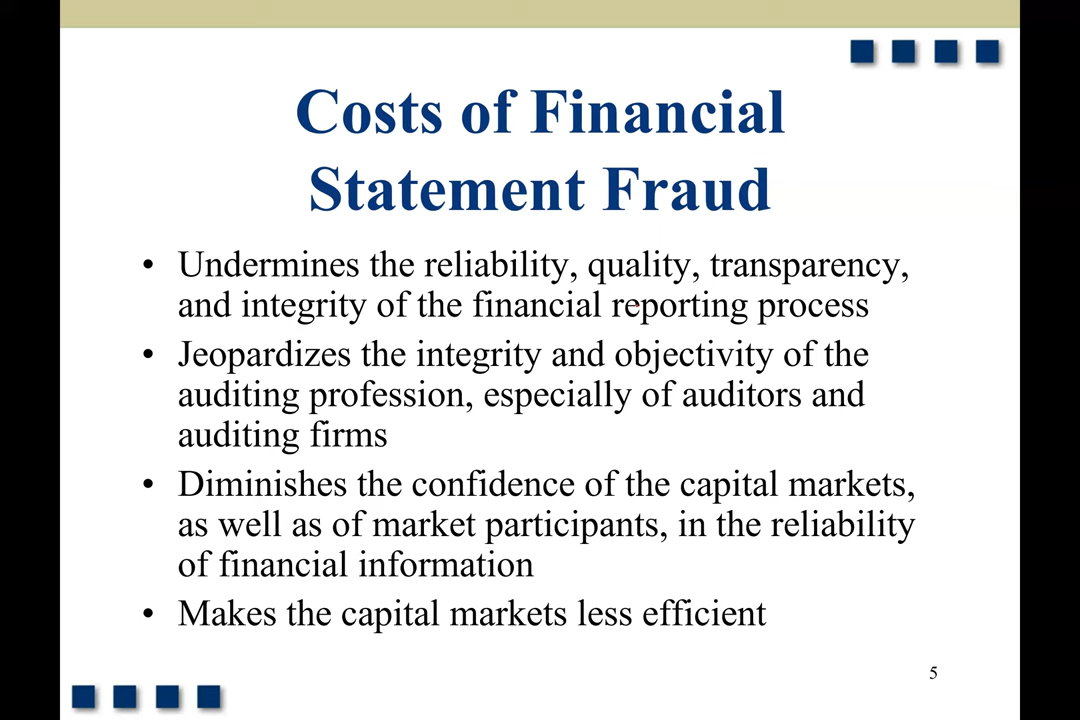 Costs of Financial
Statement Fraud
• Undermines the reliability, quality, transparency,
and integrity of the financial reporting process
• Jeopardizes the integrity and objectivity of the
auditing profession, especially of auditors and
auditing firms
• Diminishes the confidence of the capital markets,
as well as of market participants, in the reliability
of financial information
• Makes the capital markets less efficient
5